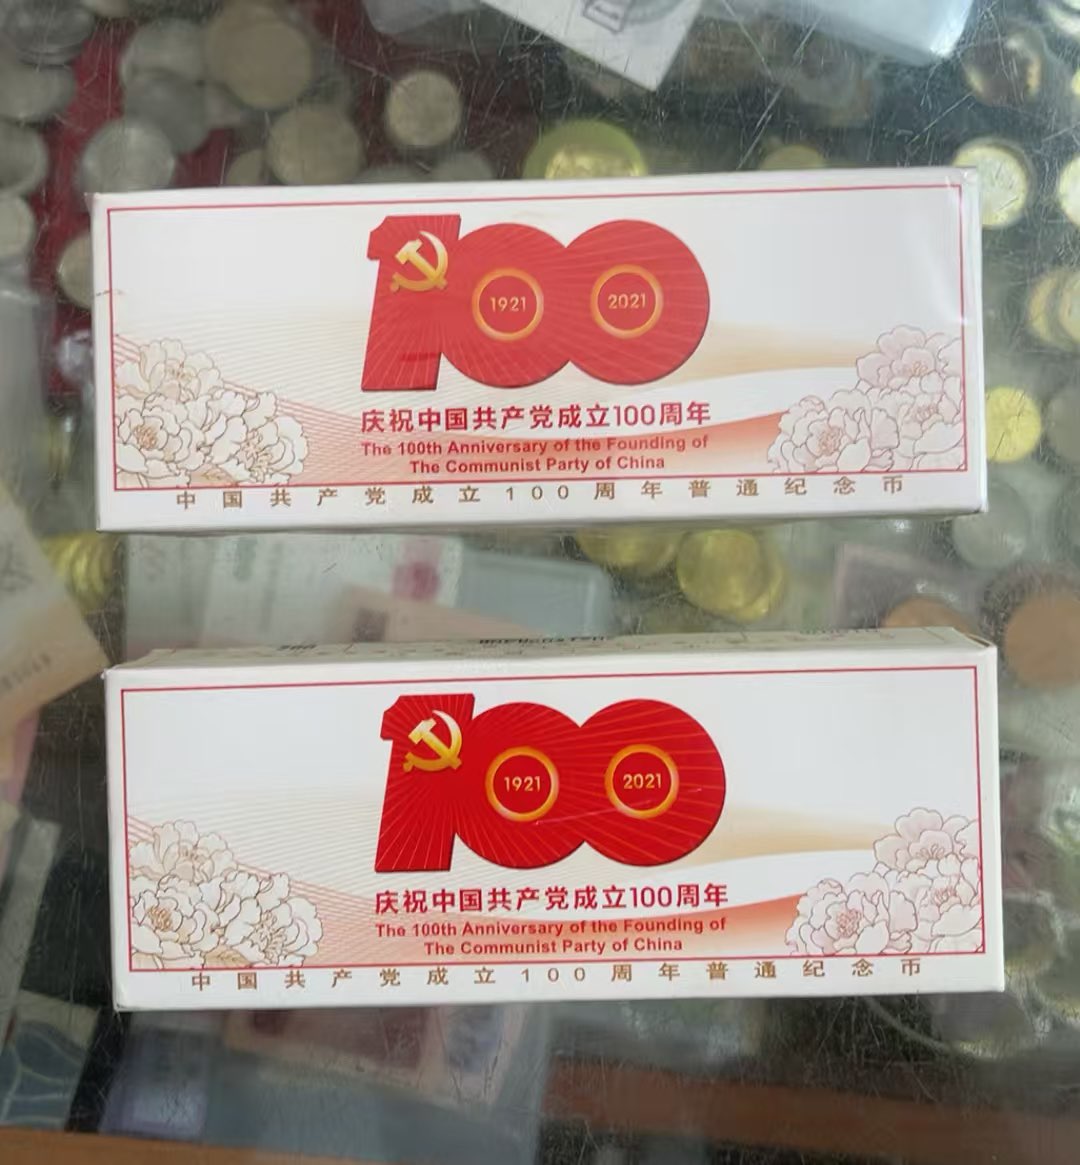 1921
2021
庆祝中国共产党成立100周年
The 100th Anniversary of the Founding of
The Communist Party of China
中国共产党成立100周年普通纪念币
1921
2021
庆祝中国共产党成立100周年
The 100th Anniversary of the Founding of
The Communist Party of China
中国共产党成立100周年普通纪念币